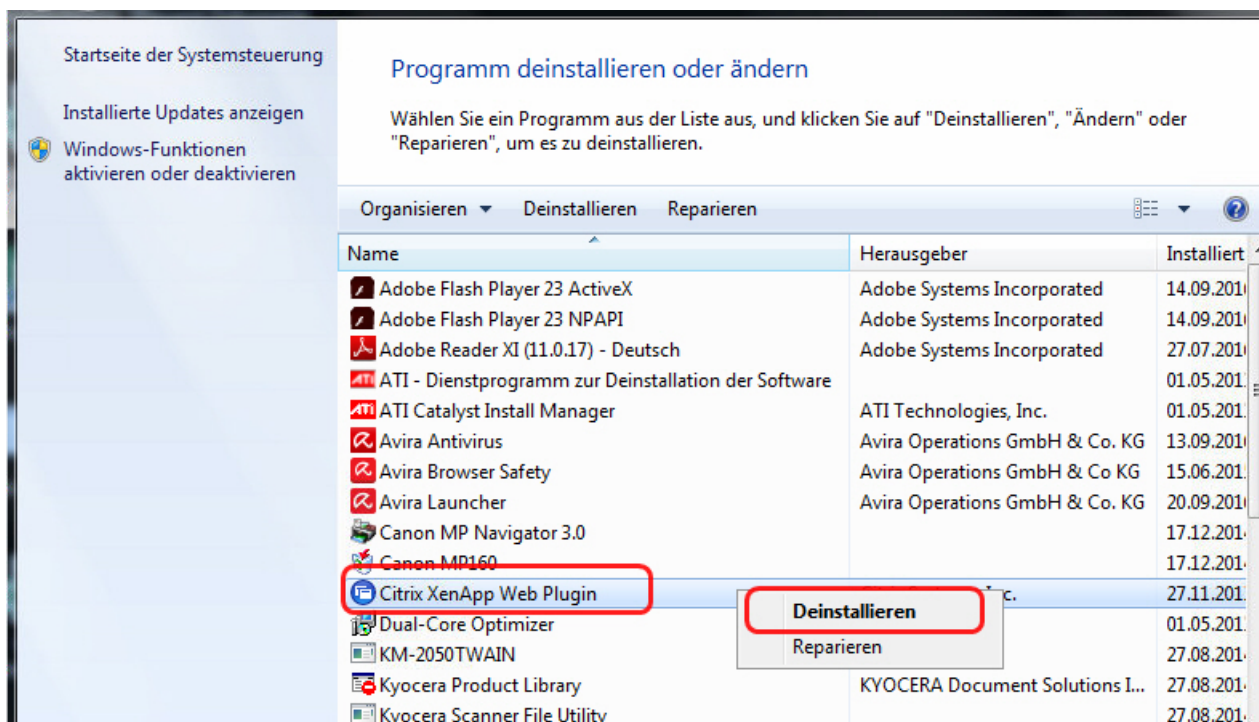 Startseite der Systemsteuerung
Installierte Updates anzeigen
Windows-Funktionen
aktivieren oder deaktivieren
Programm deinstallieren oder ändern
Wählen Sie ein Programm aus der Liste aus, und klicken Sie auf "Deinstallieren", "Ändern" oder
"Reparieren", um es zu deinstallieren.
Organisieren Deinstallieren Reparieren
Name Herausgeber Installiert
Adobe Flash Player 23 ActiveX Adobe Systems Incorporated 14.09.201
Adobe Flash Player 23 NPAPI Adobe Systems Incorporated 14.09.201
Adobe Reader XI (11.0.17) - Deutsch Adobe Systems Incorporated 27.07.201
ATI - Dienstprogramm zur Deinstallation der Software 01.05.201
ATI Catalyst Install Manager ATI Technologies, Inc. 01.05.201
Avira Antivirus Avira Operations GmbH & Co. KG 13.09.201
Avira Browser Safety Avira Operations GmbH & Co KG 15.06.201
Avira Launcher Avira Operations GmbH & Co. KG 20.09.201
Canon MP Navigator 3.0 17.12.201
Canon MP160 17.12.201
Citrix XenApp Web Plugin 27.11.201
Deinstallieren
Dual-Core Optimizer 01.05.201
Reparieren
KM-2050TWAIN 27.08.201
Kyocera Product Library KYOCERA Document Solutions I... 27.08.201
Kyocera Scanner File Utility 27.08.201